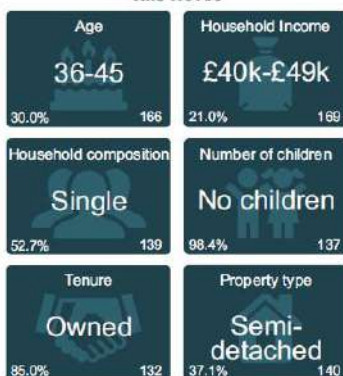 Age
36-45
30.0% 166
Household Income
£40k-£49k
21.0% 169
Household composition
Single
52.7% 139
Number of children
No children
98.4% 137
Tenure
Owned
85.0% 132
Property type
Semi-
detached
37.1% 140